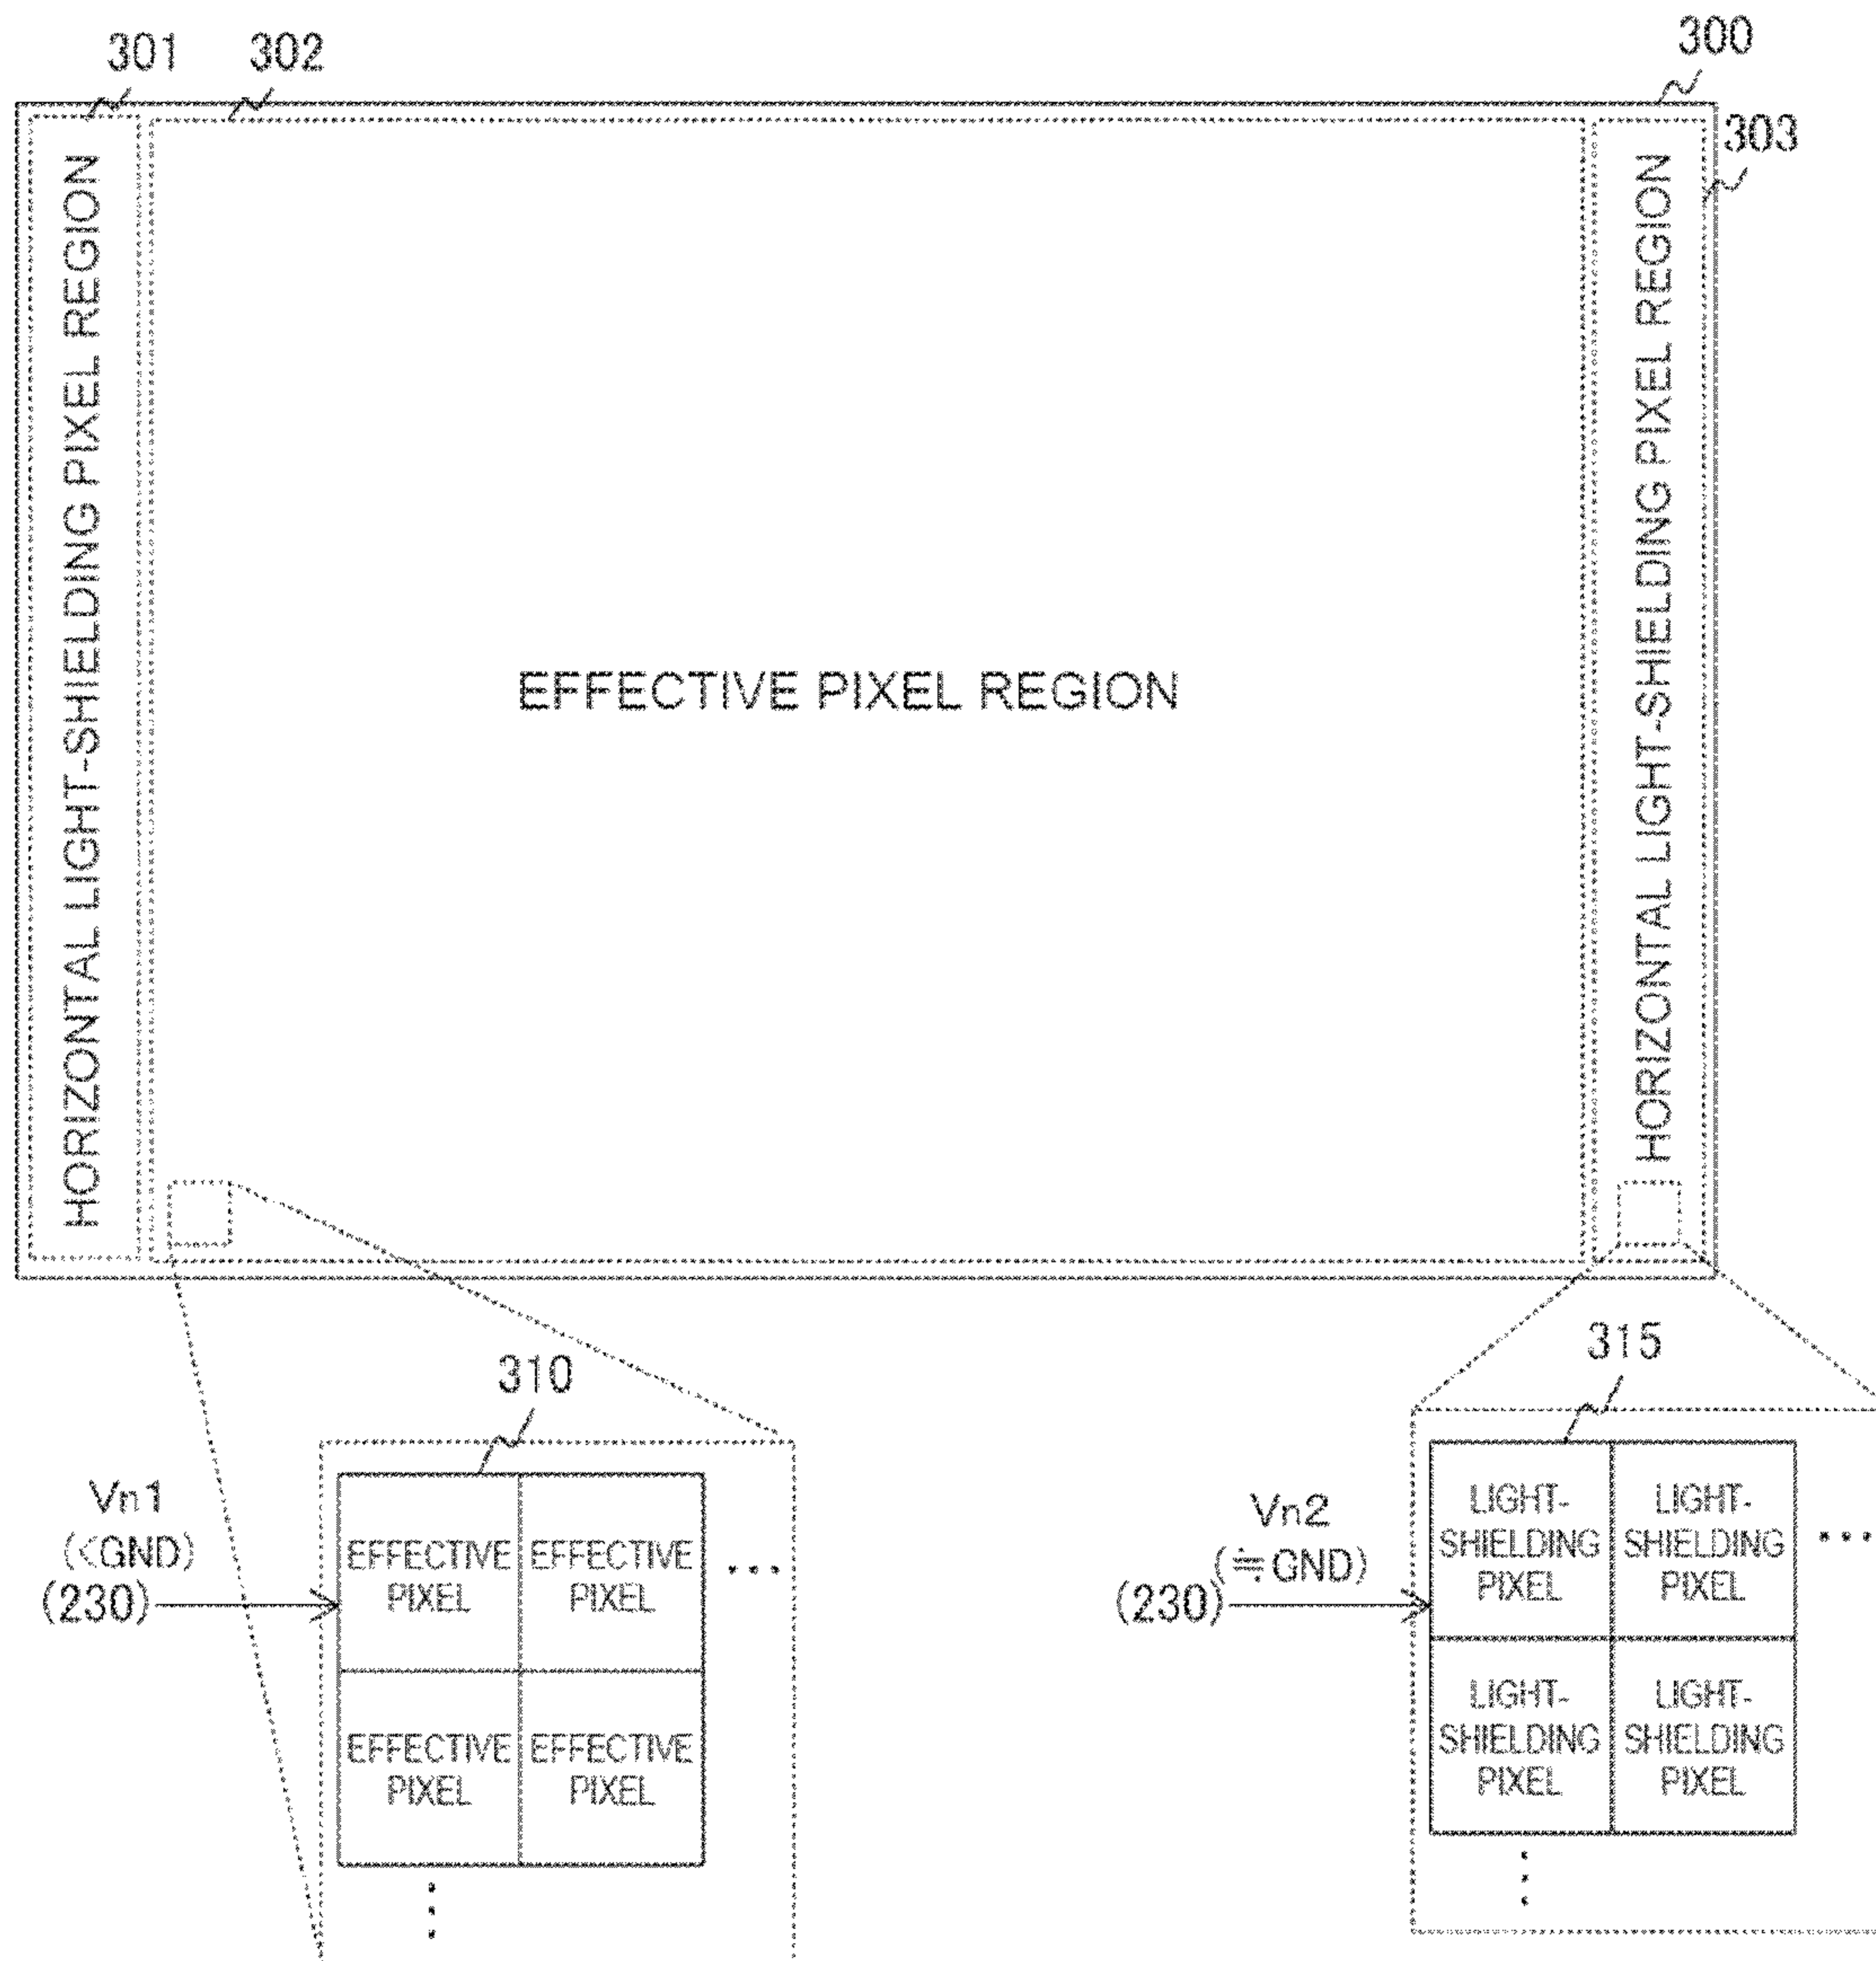 301
302
300
303
HORIZONTAL LIGHT-SHIELDING PIXEL REGION
EFFECTIVE PIXEL REGION
HORIZONTAL LIGHT-SHIELDING PIXEL REGION
310
Vn1
(<GND)
(230)
EFFECTIVE
PIXEL
EFFECTIVE
PIXEL
...
EFFECTIVE
PIXEL
EFFECTIVE
PIXEL
315
Vn2
(≒GND)
(230)
LIGHT-
SHIELDING
PIXEL
LIGHT-
SHIELDING
PIXEL
...
LIGHT-
SHIELDING
PIXEL
LIGHT-
SHIELDING
PIXEL